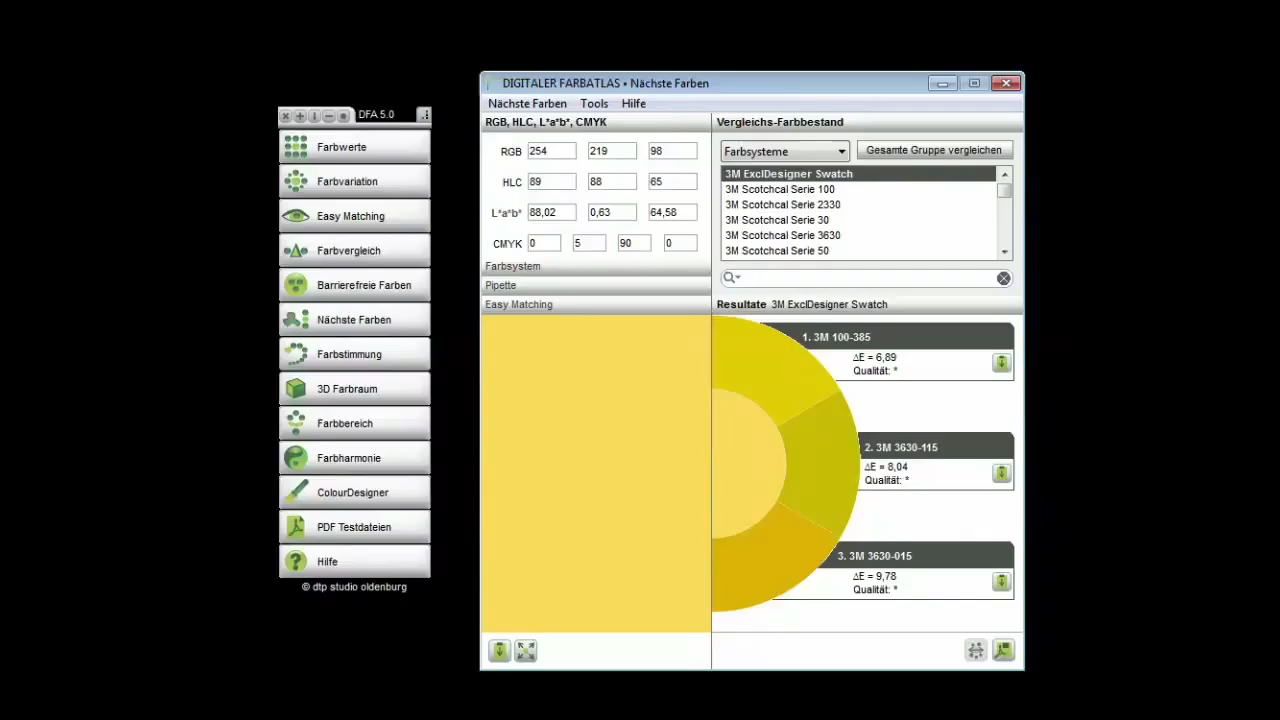 DFA 5.0
Farbwerte
Farbvariation
Easy Matching
Farbvergleich
Barrierefreie Farben
Nächste Farben
Farbstimmung
3D Farbraum
Farbbereich
Farbharmonie
ColourDesigner
PDF Testdateien
Hilfe
© dtp studio oldenburg
DIGITALER FARBATLAS • Nächste Farben
Nächste Farben Tools Hilfe
RGB, HLC, L*a*b*, CMYK
RGB 254 219 98
HLC 89 88 65
L*a*b* 88,02 0,63 64,58
CMYK 0 5 90 0
Farbsystem
Pipette
Easy Matching
Vergleichs-Farbbestand
Farbsysteme Gesamte Gruppe vergleichen
3M ExclDesigner Swatch
3M Scotchcal Serie 100
3M Scotchcal Serie 2330
3M Scotchcal Serie 30
3M Scotchcal Serie 3630
3M Scotchcal Serie 50
Resultate 3M ExclDesigner Swatch
1. 3M 100-385
ΔE = 6,89
Qualität: *
2. 3M 3630-115
ΔE = 8,04
Qualität: *
3. 3M 3630-015
ΔE = 9,78
Qualität: *